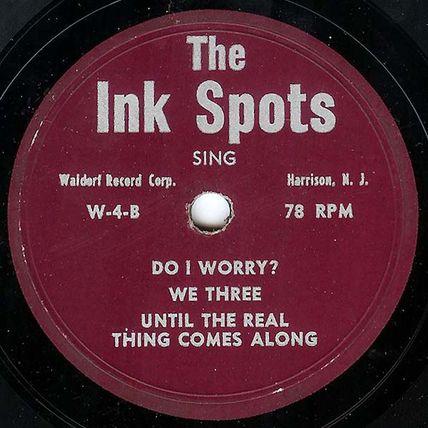 The
Ink Spots
SING
Waldorf Record Corp. Harrison, N. J.
W-4-B 78 RPM
DO I WORRY?
WE THREE
UNTIL THE REAL
THING COMES ALONG